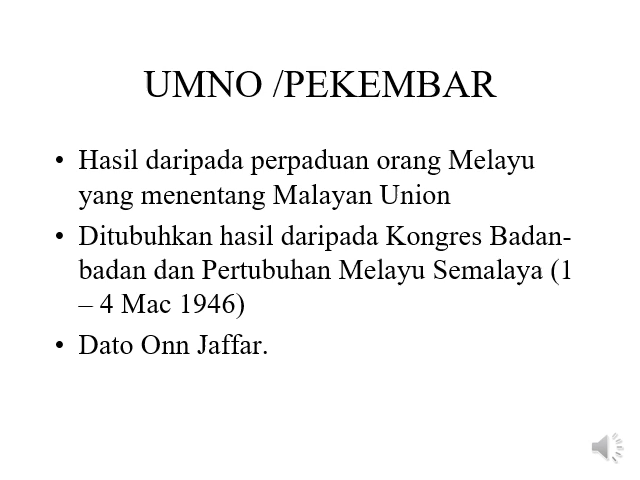 UMNO /PEKEMBAR
• Hasil daripada perpaduan orang Melayu
yang menentang Malayan Union
• Ditubuhkan hasil daripada Kongres Badan-
badan dan Pertubuhan Melayu Semalaya (1
– 4 Mac 1946)
• Dato Onn Jaffar.